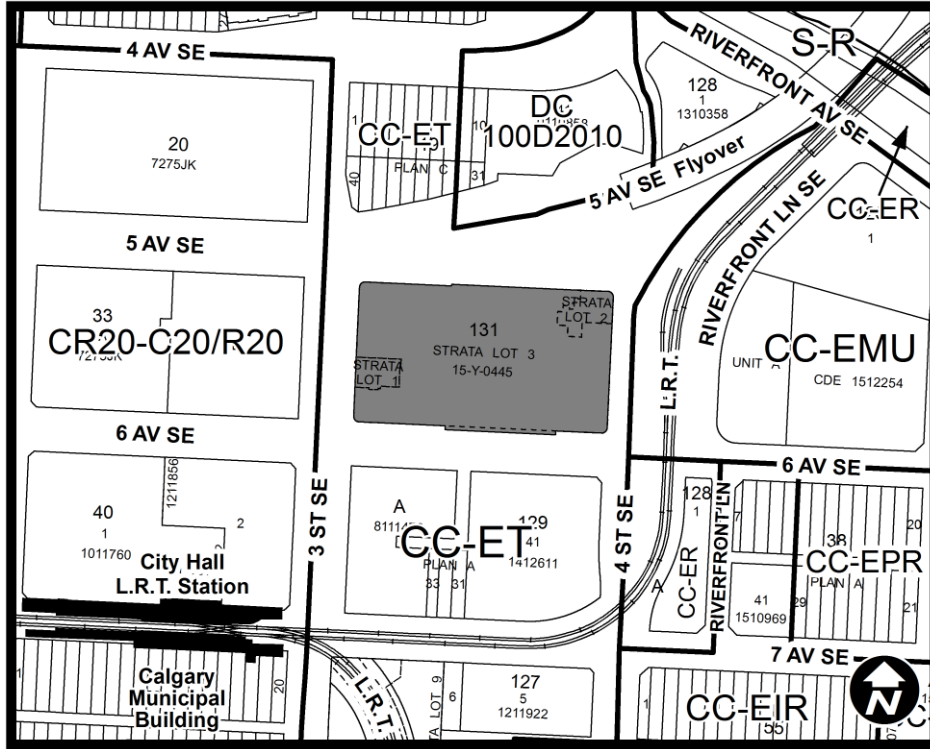 4 AV SE
20
7275JK
5 AV SE
33
CR20-C20/R20
6 AV SE
40
1
1011760
1211856
2
City Hall
L.R.T. Station
Calgary
Municipal
Building
20
3 ST SE
1
10
CC-ET
PLAN C
40
31
DC
100D2010
128
1
1310358
5 AV SE Flyover
RIVERFRONT AV SE
S-R
CC-ER
1
RIVERFRONT LN SE
131
STRATA LOT 3
15-Y-0445
STRATA
LOT 2
STRATA
LOT 1
L.R.T.
CC-EMU
UNIT A
CDE 1512254
6 AV SE
A
CC-ET
129
41
1412611
PLAN A
33
31
4 ST SE
128
1
A
CC-ER
RIVERFRONT LN
7
20
38
CC-EPR
PLAN A
41
1510969
29
21
7 AV SE
L.R.T.
6
127
5
1211922
1
CC-EIR
55
N